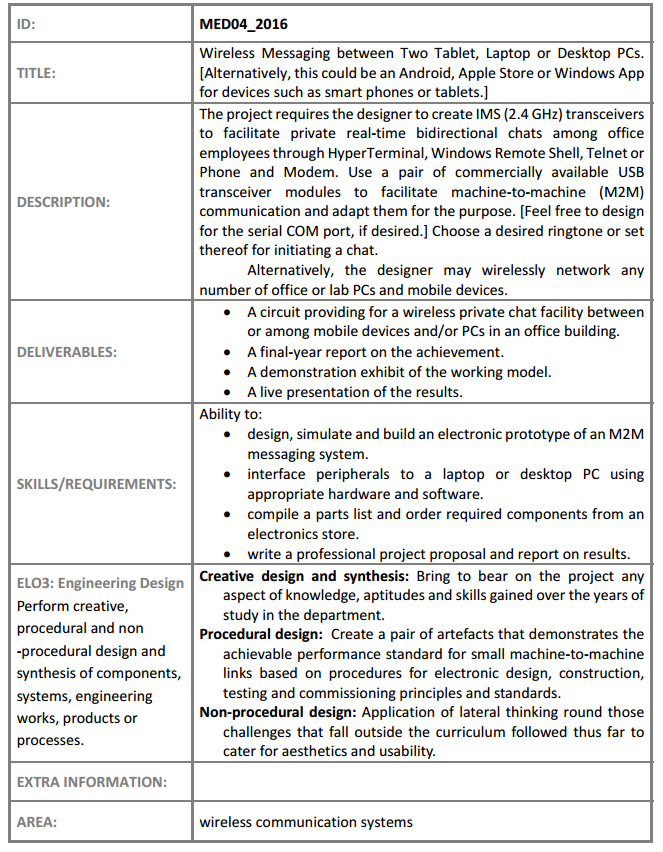 ID:
MED04_2016
TITLE:
Wireless Messaging between Two Tablet, Laptop or Desktop PCs.
[Alternatively, this could be an Android, Apple Store or Windows App
for devices such as smart phones or tablets.]
DESCRIPTION:
The project requires the designer to create IMS (2.4 GHz) transceivers
to facilitate private real-time bidirectional chats among office
employees through HyperTerminal, Windows Remote Shell, Telnet or
Phone and Modem. Use a pair of commercially available USB
transceiver modules to facilitate machine-to-machine (M2M)
communication and adapt them for the purpose. [Feel free to design
for the serial COM port, if desired.] Choose a desired ringtone or set
thereof for initiating a chat.
Alternatively, the designer may wirelessly network any
number of office or lab PCs and mobile devices.
DELIVERABLES:
• A circuit providing for a wireless private chat facility between
or among mobile devices and/or PCs in an office building.
• A final-year report on the achievement.
• A demonstration exhibit of the working model.
• A live presentation of the results.
SKILLS/REQUIREMENTS:
Ability to:
• design, simulate and build an electronic prototype of an M2M
messaging system.
• interface peripherals to a laptop or desktop PC using
appropriate hardware and software.
• compile a parts list and order required components from an
electronics store.
• write a professional project proposal and report on results.
ELO3: Engineering Design
Perform creative,
procedural and non
-procedural design and
synthesis of components,
systems, engineering
works, products or
processes.
Creative design and synthesis: Bring to bear on the project any
aspect of knowledge, aptitudes and skills gained over the years of
study in the department.
Procedural design: Create a pair of artefacts that demonstrates the
achievable performance standard for small machine-to-machine
links based on procedures for electronic design, construction,
testing and commissioning principles and standards.
Non-procedural design: Application of lateral thinking round those
challenges that fall outside the curriculum followed thus far to
cater for aesthetics and usability.
EXTRA INFORMATION:
AREA:
wireless communication systems